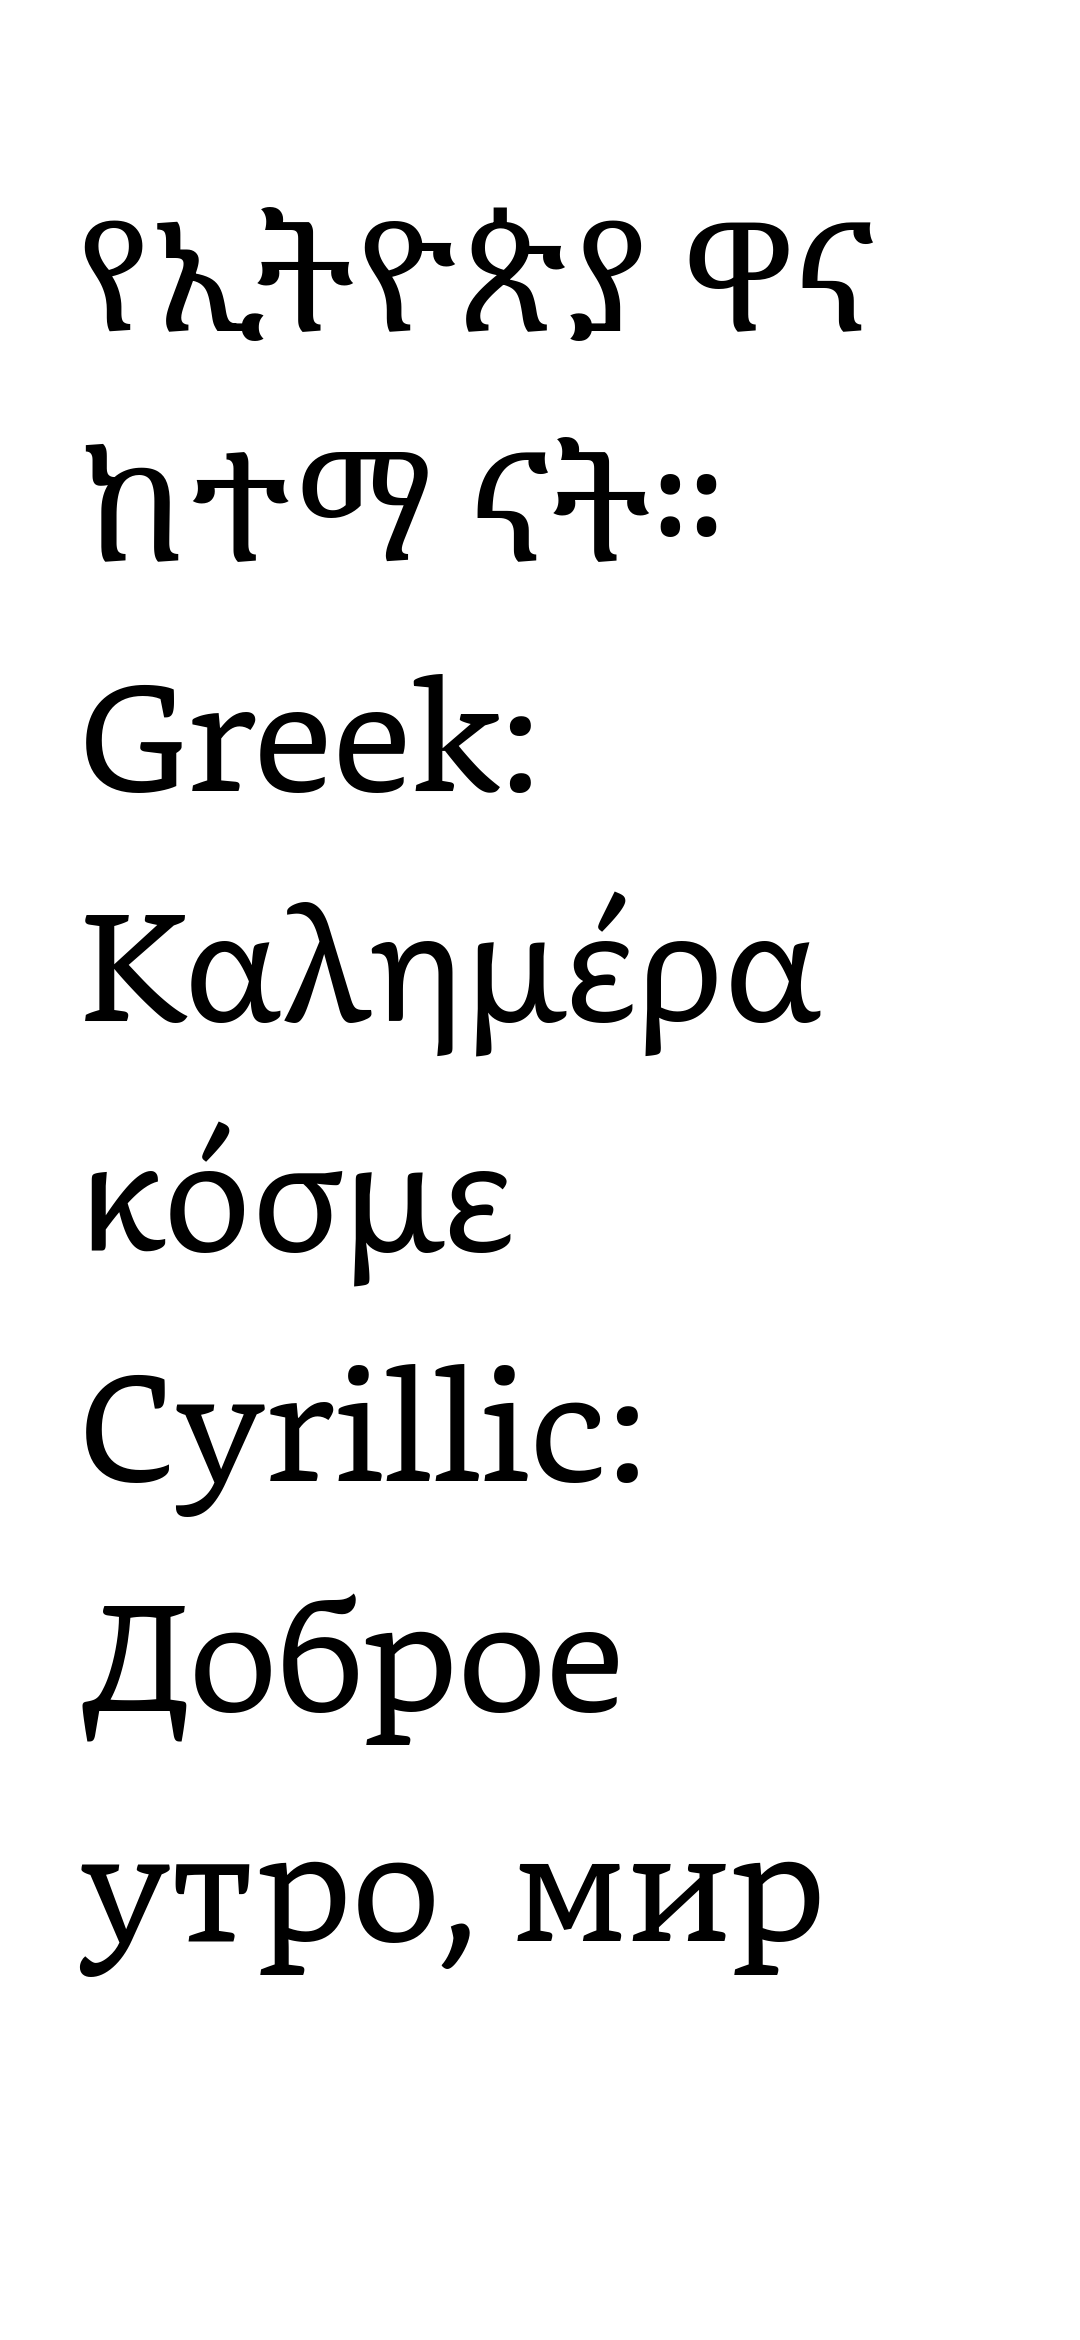 የኢትዮጵያ ዋና
ከተማ ናት።
Greek:
Καλημέρα
κόσμε
Cyrillic:
Доброе
утро, мир